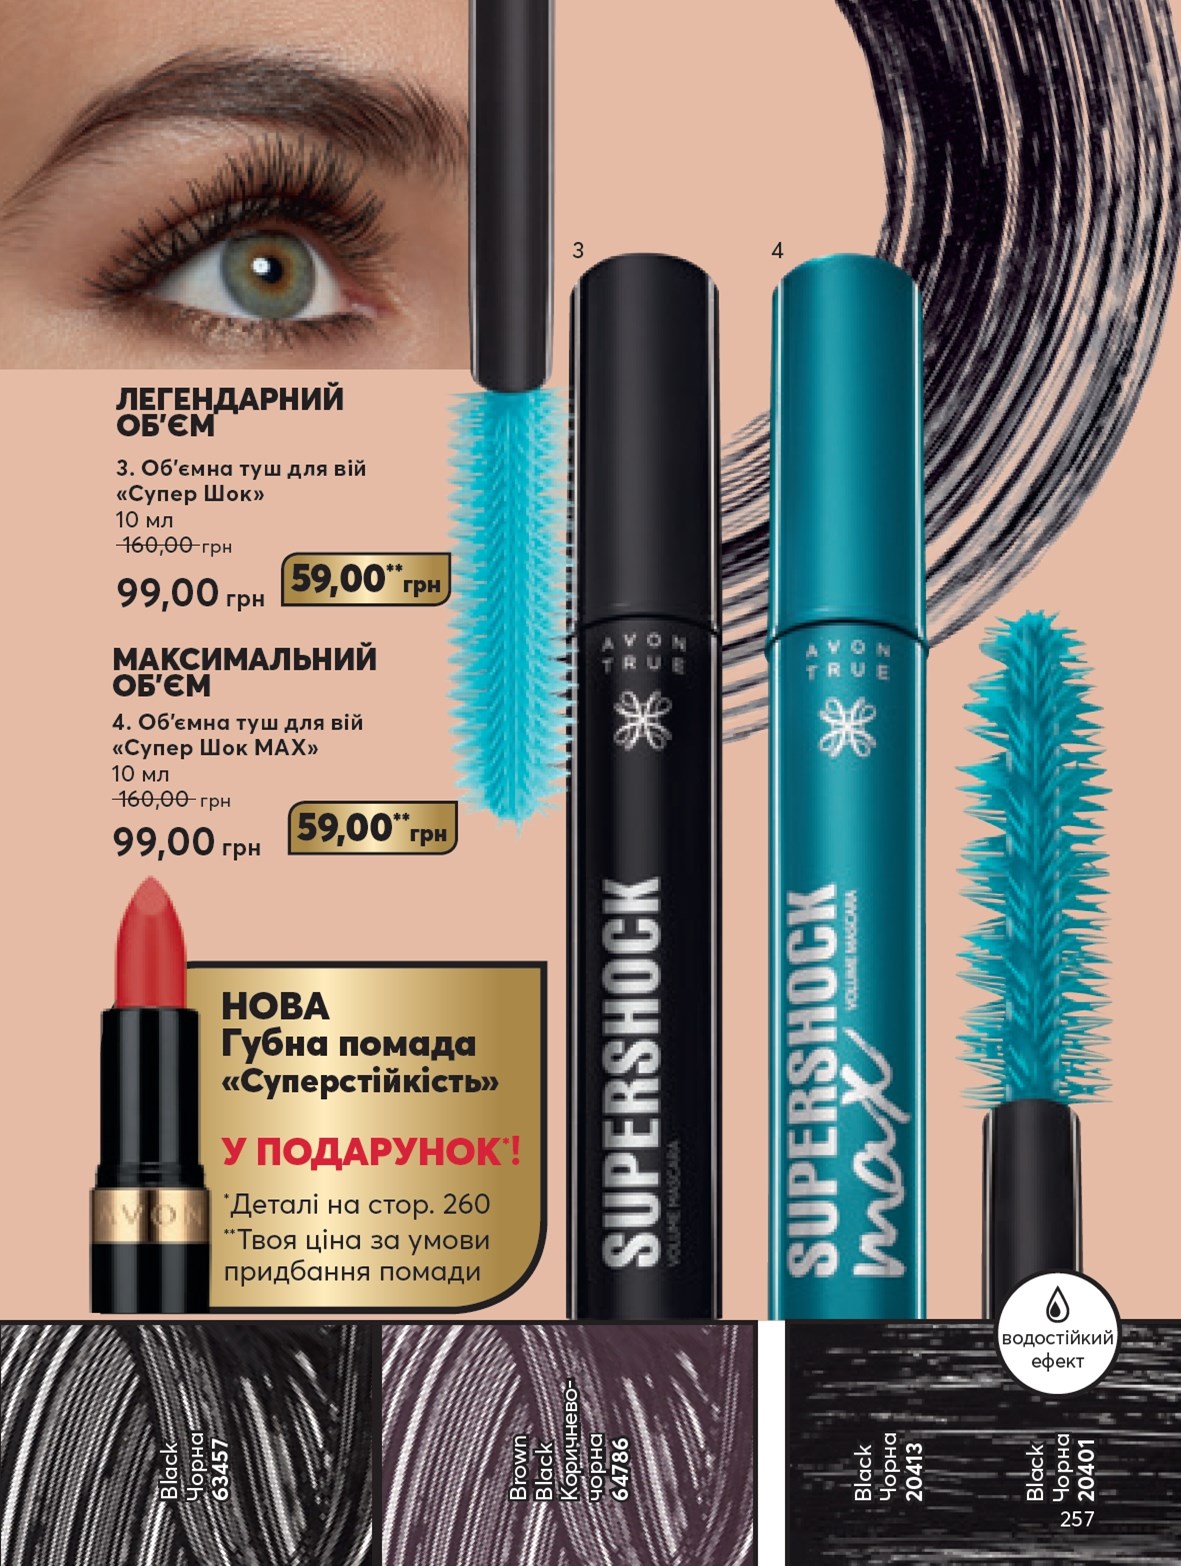 3
4
ЛЕГЕНДАРНИЙ
ОБ'ЄМ
3. Об'ємна туш для вій
«Супер Шок»
10 мл
160,00 грн
99,00 грн
59,00** грн
МАКСИМАЛЬНИЙ
ОБ'ЄМ
4. Об'ємна туш для вій
«Супер Шок MAX»
10 мл
160,00 грн
99,00 грн
59,00** грн
НОВА
Губна помада
«Суперстійкість»
У ПОДАРУНОК*!
*Деталі на стор. 260
**Твоя ціна за умови
придбання помади
AVON
AVON
TRUE
SUPERSHOCK
VOLUME MASCARA
AVON
TRUE
SUPERSHOCK
max
VOLUME MASCARA
водостійкий
ефект
Black
Чорна
63457
Brown
Black
Коричнево-
чорна
64786
Black
Чорна
20413
Black
Чорна
20401
257